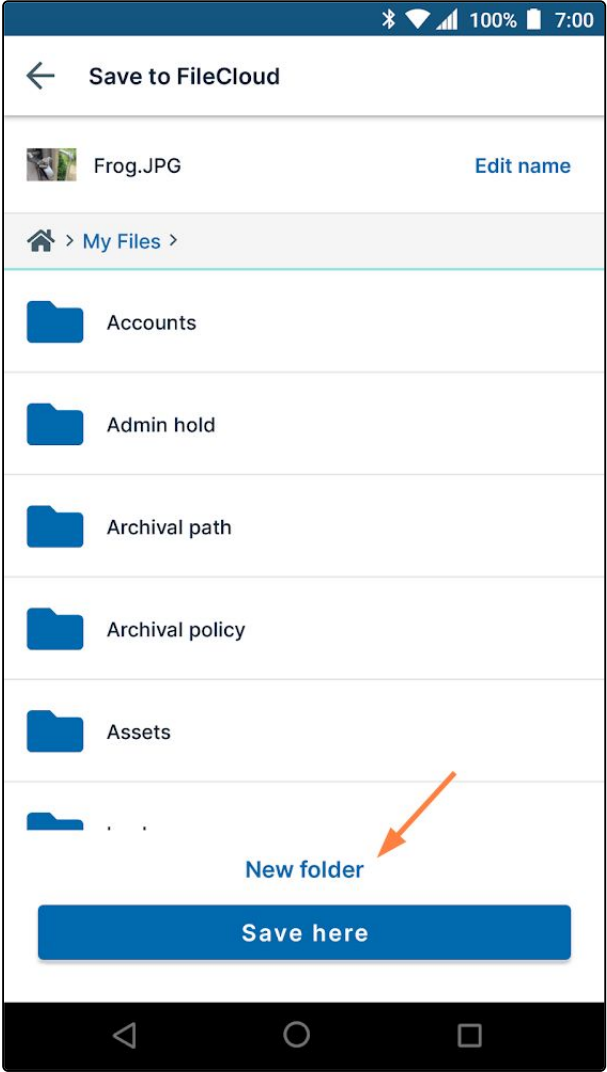 100% 7:00
Save to FileCloud
Frog.JPG Edit name
> My Files >
Accounts
Admin hold
Archival path
Archival policy
Assets
New folder
Save here